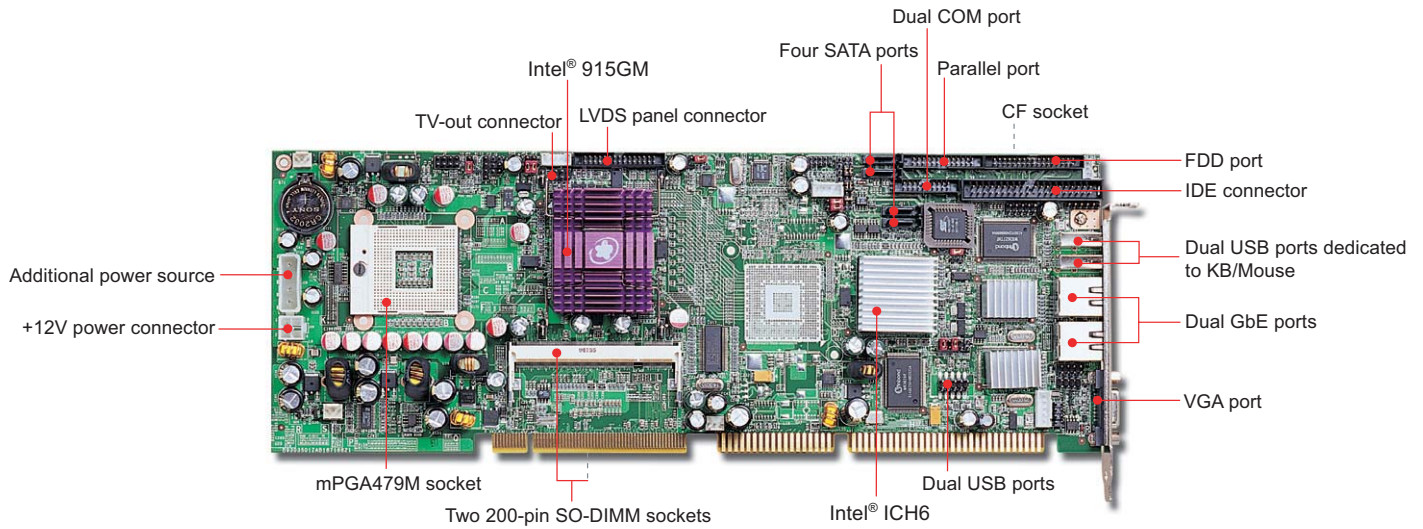 Dual COM port
Four SATA ports
Intel® 915GM
Parallel port
TV-out connector
LVDS panel connector
CF socket
FDD port
IDE connector
Additional power source
Dual USB ports dedicated
to KB/Mouse
+12V power connector
Dual GbE ports
VGA port
mPGA479M socket
Dual USB ports
Two 200-pin SO-DIMM sockets
Intel® ICH6
SONY